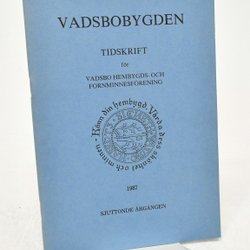 VADSBOBYGDEN
TIDSKRIFT
för
VADSBO HEMBYGDS- OCH
FORNMINNESFÖRENING
Känn din hembygd. Vårda dess
skönhet och minnen
1987
SJUTTONDE ÅRGÅNGEN